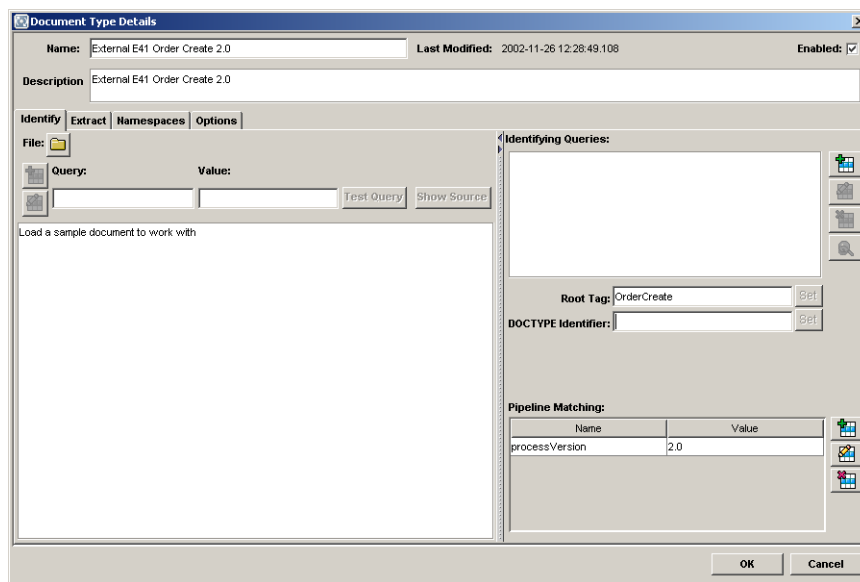 Document Type Details
Name: External E41 Order Create 2.0 Last Modified: 2002-11-26 12:28:49.108 Enabled:
Description External E41 Order Create 2.0
Identify Extract Namespaces Options
File:
Query: Value:
Test Query Show Source
Load a sample document to work with
Identifying Queries:
Root Tag: OrderCreate Set
DOCTYPE Identifier: Set
Pipeline Matching:
Name Value
processVersion 2.0
OK Cancel